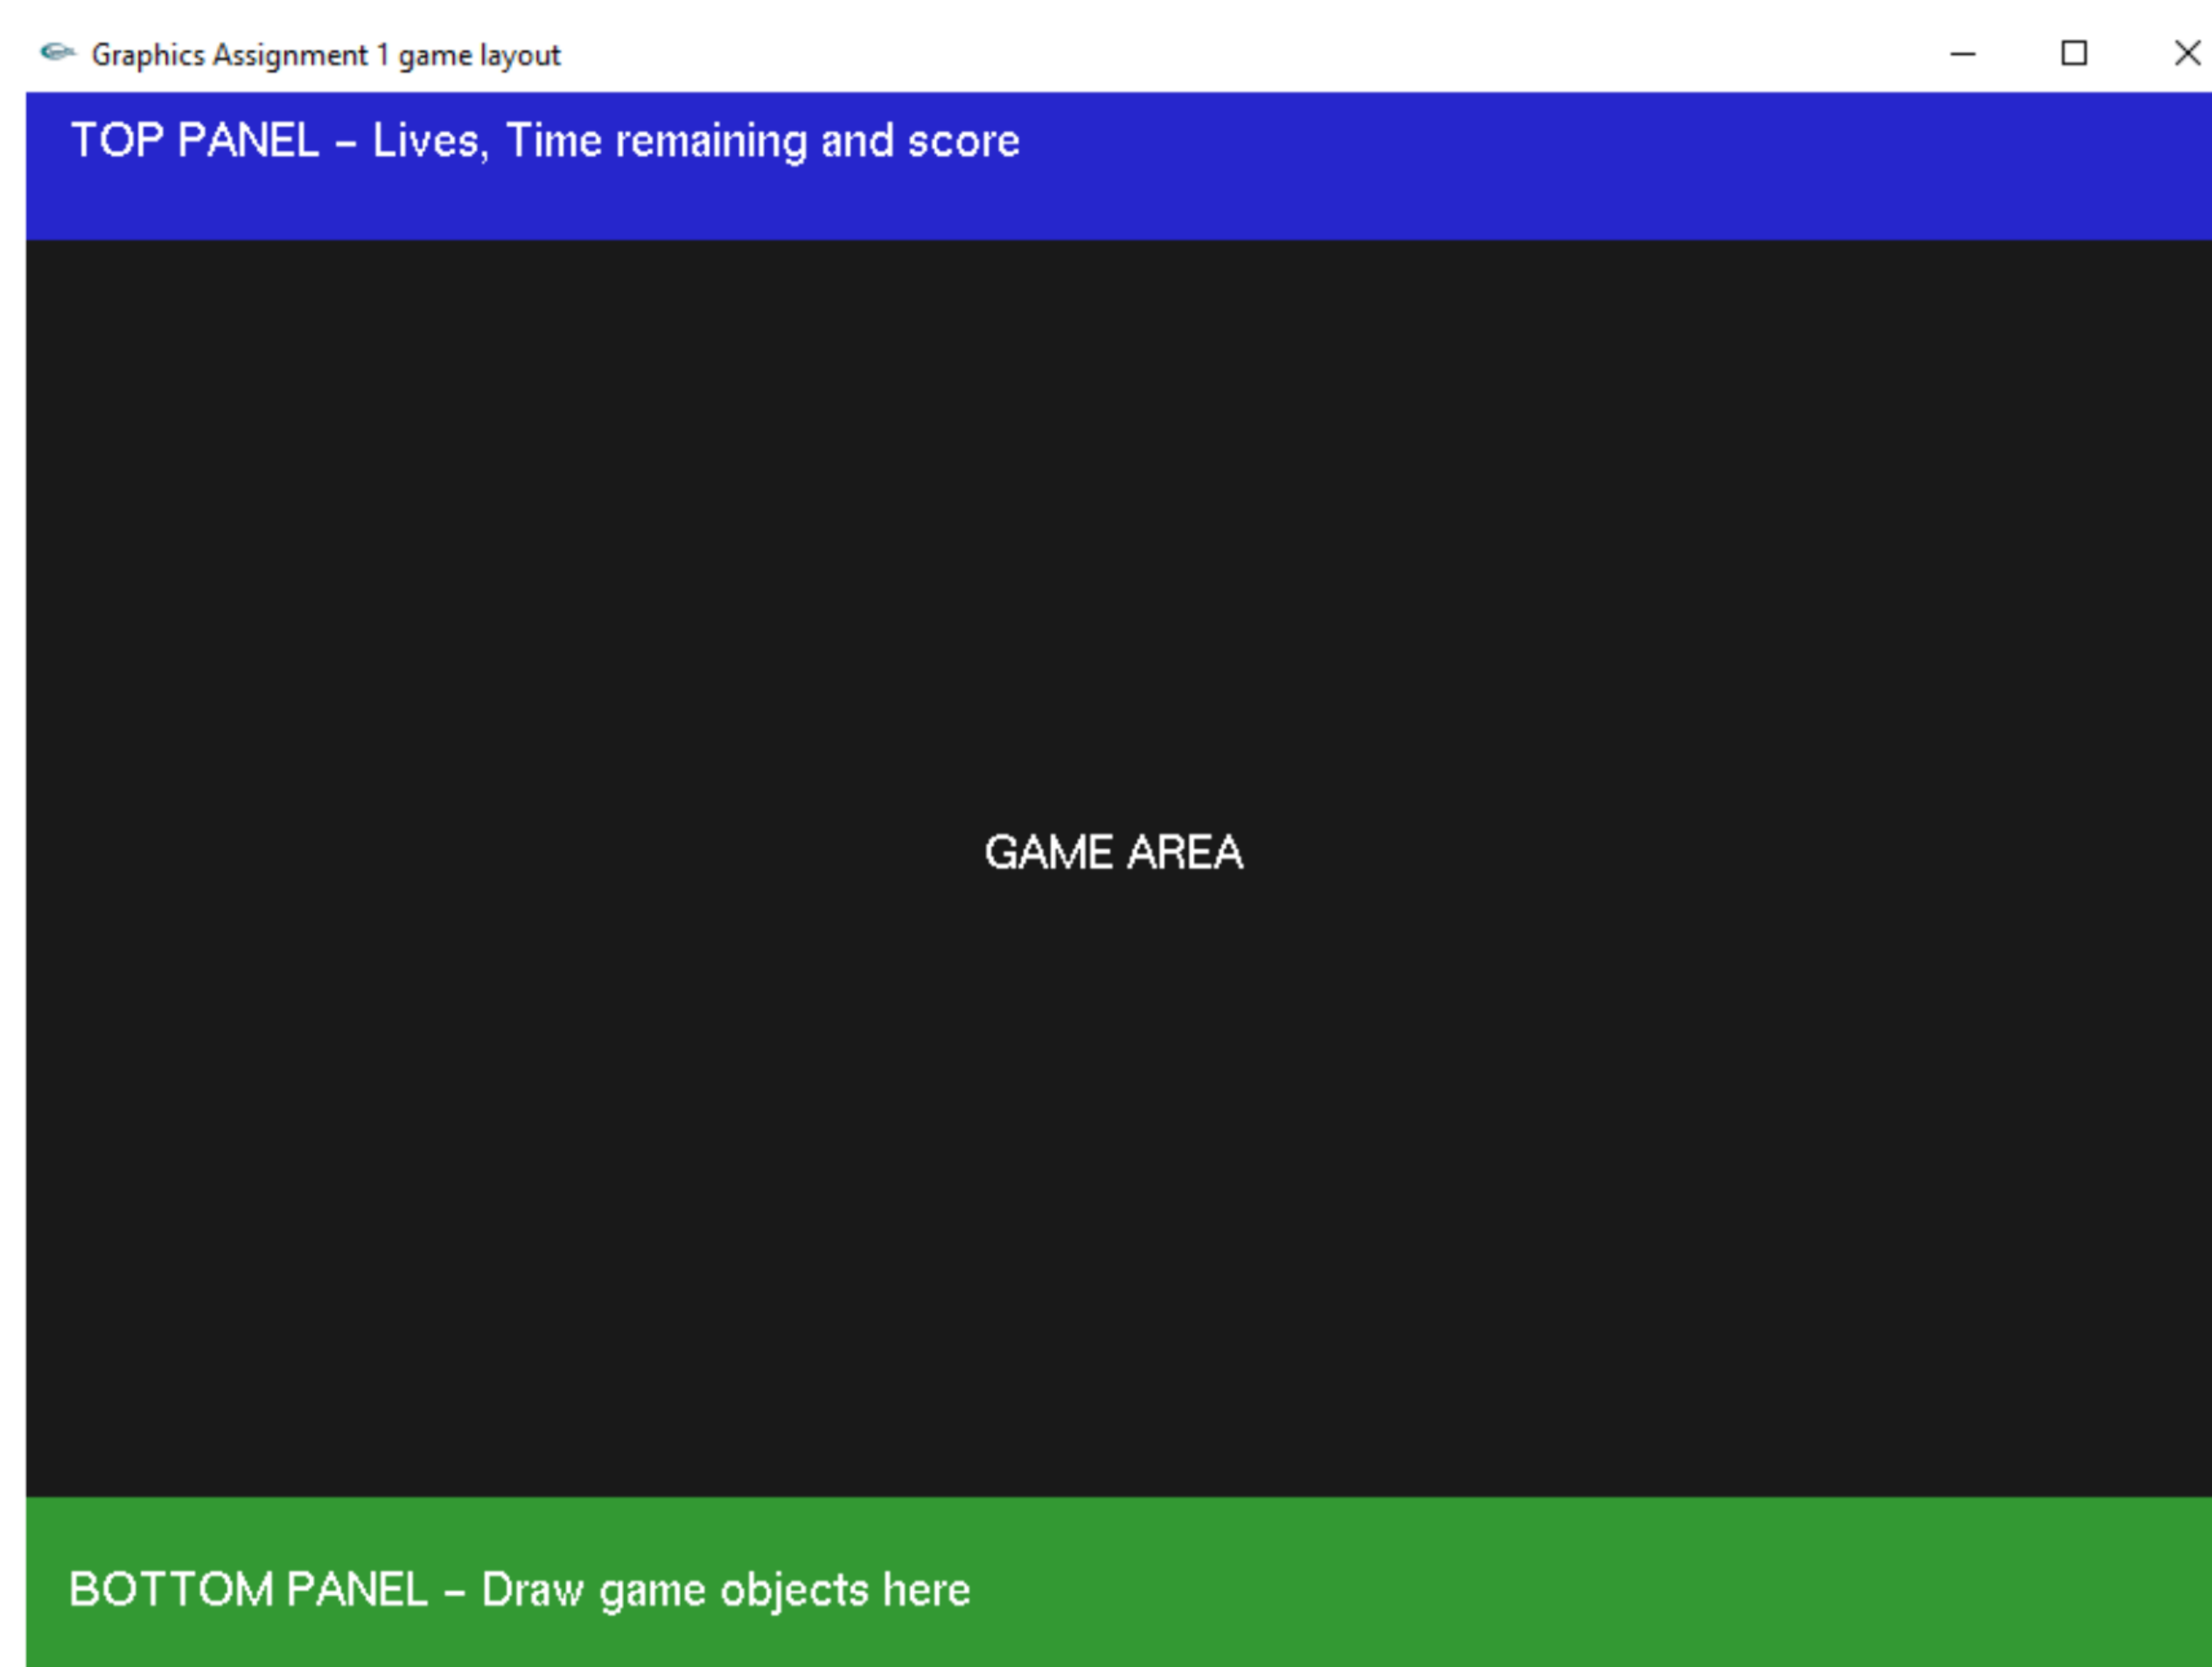 Graphics Assignment 1 game layout
TOP PANEL – Lives, Time remaining and score
GAME AREA
BOTTOM PANEL – Draw game objects here